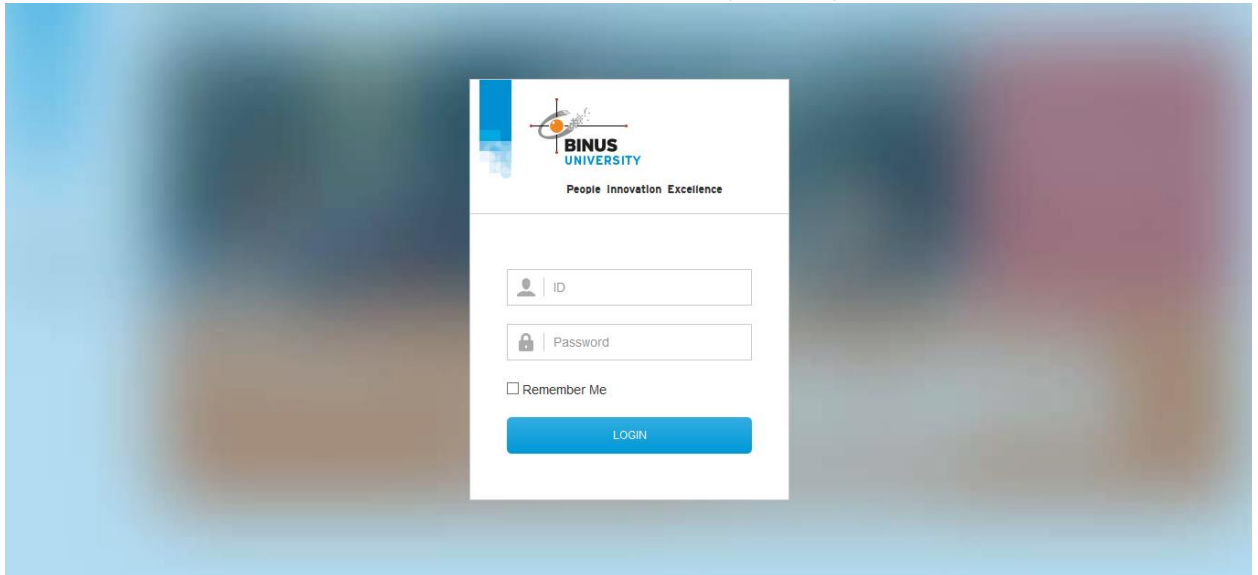 BINUS
UNIVERSITY
People Innovation Excellence
ID
Password
Remember Me
LOGIN